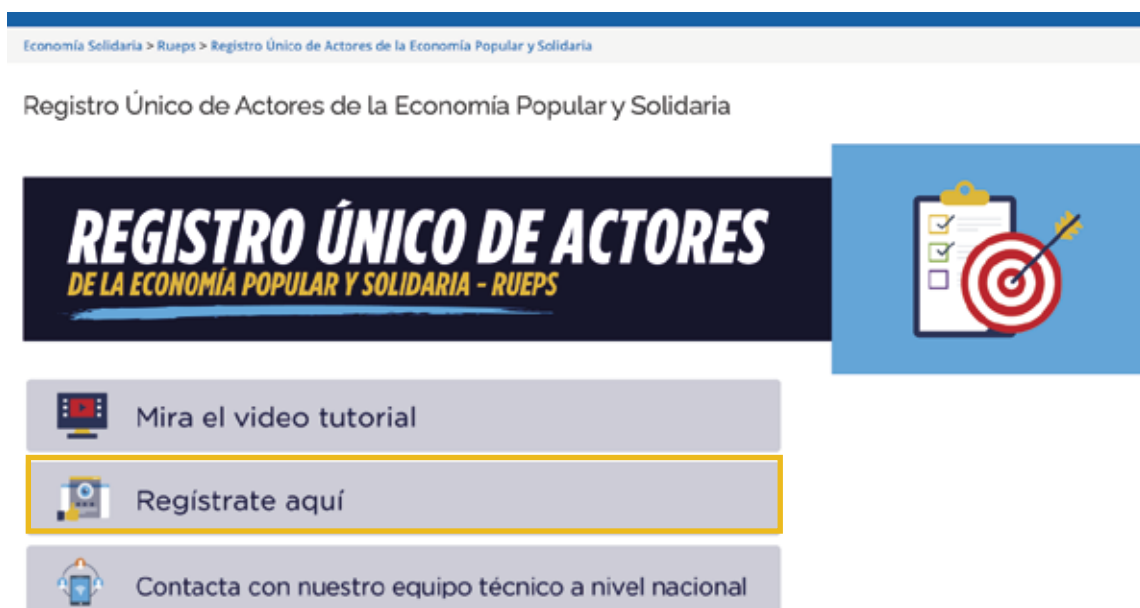 Economía Solidaria > Rueps > Registro Único de Actores de la Economía Popular y Solidaria
Registro Único de Actores de la Economía Popular y Solidaria
REGISTRO ÚNICO DE ACTORES
DE LA ECONOMÍA POPULAR Y SOLIDARIA - RUEPS
Mira el video tutorial
Regístrate aquí
Contacta con nuestro equipo técnico a nivel nacional